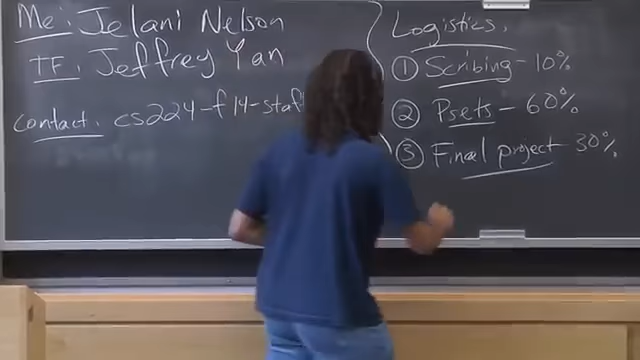 Me: Jelani Nelson
TF: Jeffrey Yan
Contact: cs224-f14-staf
Logistics.
① Scribing - 10%
② Psets - 60%
③ Final project - 30%